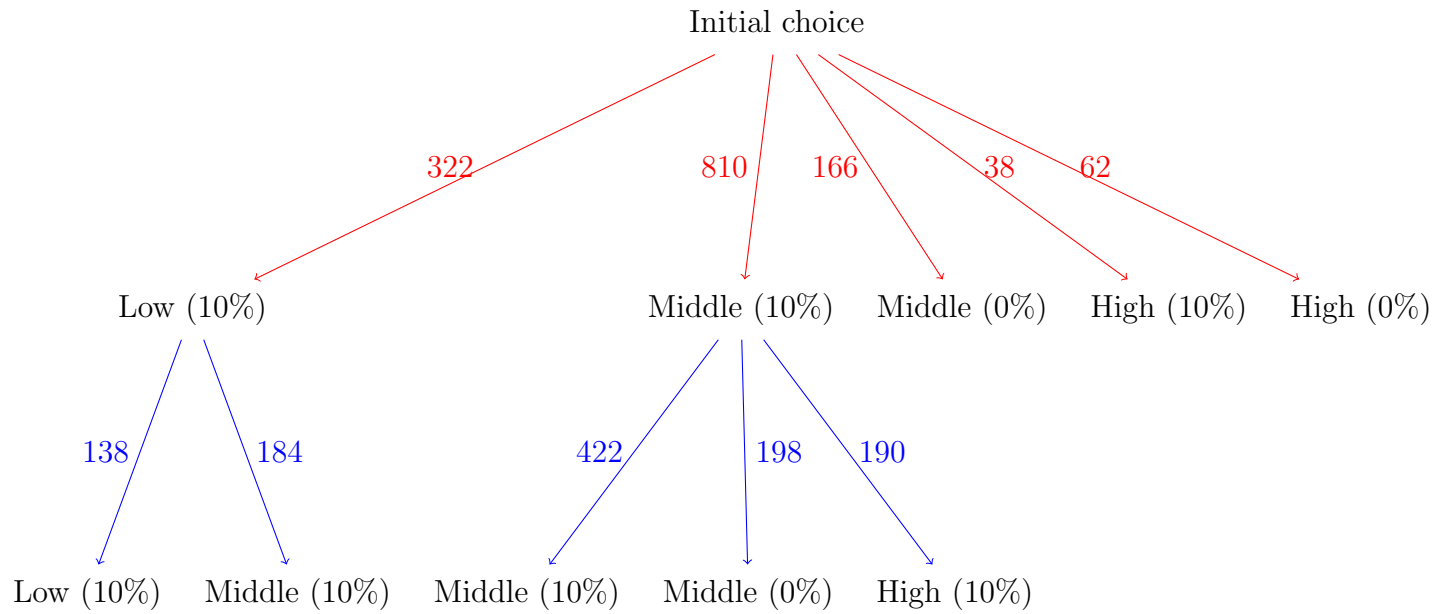 Initial choice
322 810 166 38 62
Low (10%) Middle (10%) Middle (0%) High (10%) High (0%)
138 184 422 198 190
Low (10%) Middle (10%) Middle (10%) Middle (0%) High (10%)